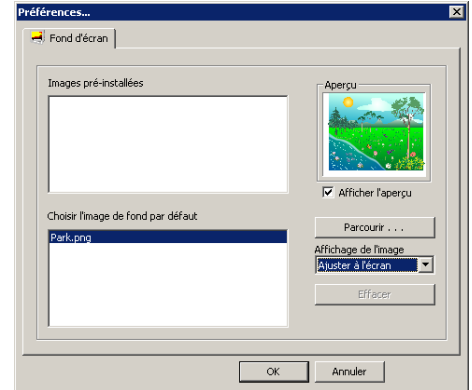 Préférences...
Fond d'écran
Images pré-installées
Aperçu
Afficher l'aperçu
Choisir l'image de fond par défaut
Park.png
Parcourir . . .
Affichage de l'image
Ajuster à l'écran
Effacer
OK
Annuler